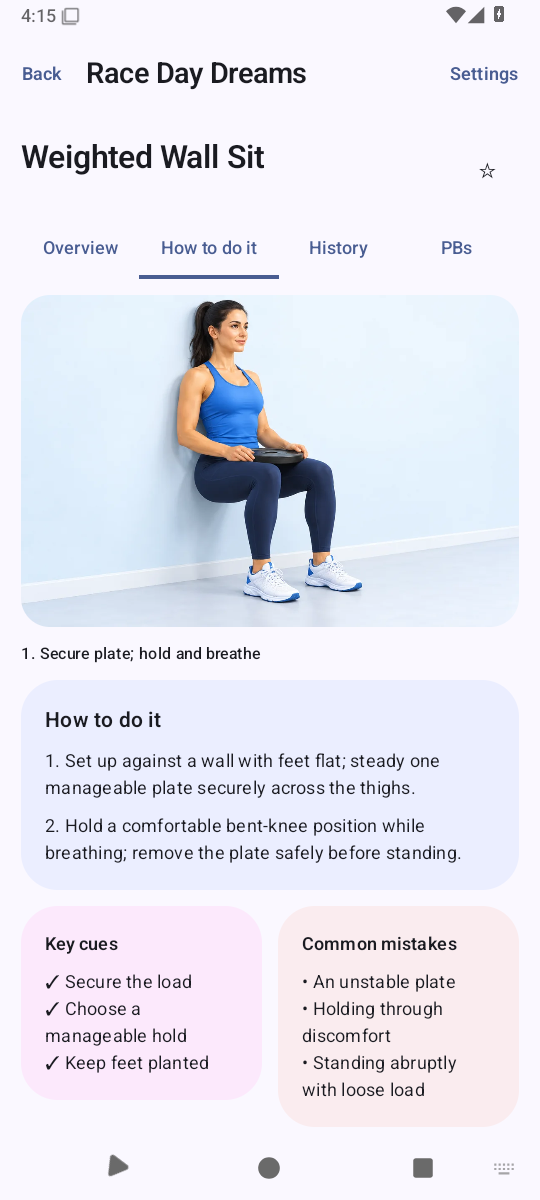 4:15
Back Race Day Dreams Settings
Weighted Wall Sit
Overview How to do it History PBs
1. Secure plate; hold and breathe
How to do it
1. Set up against a wall with feet flat; steady one
manageable plate securely across the thighs.
2. Hold a comfortable bent-knee position while
breathing; remove the plate safely before standing.
Key cues
✓ Secure the load
✓ Choose a
manageable hold
✓ Keep feet planted
Common mistakes
• An unstable plate
• Holding through
discomfort
• Standing abruptly
with loose load